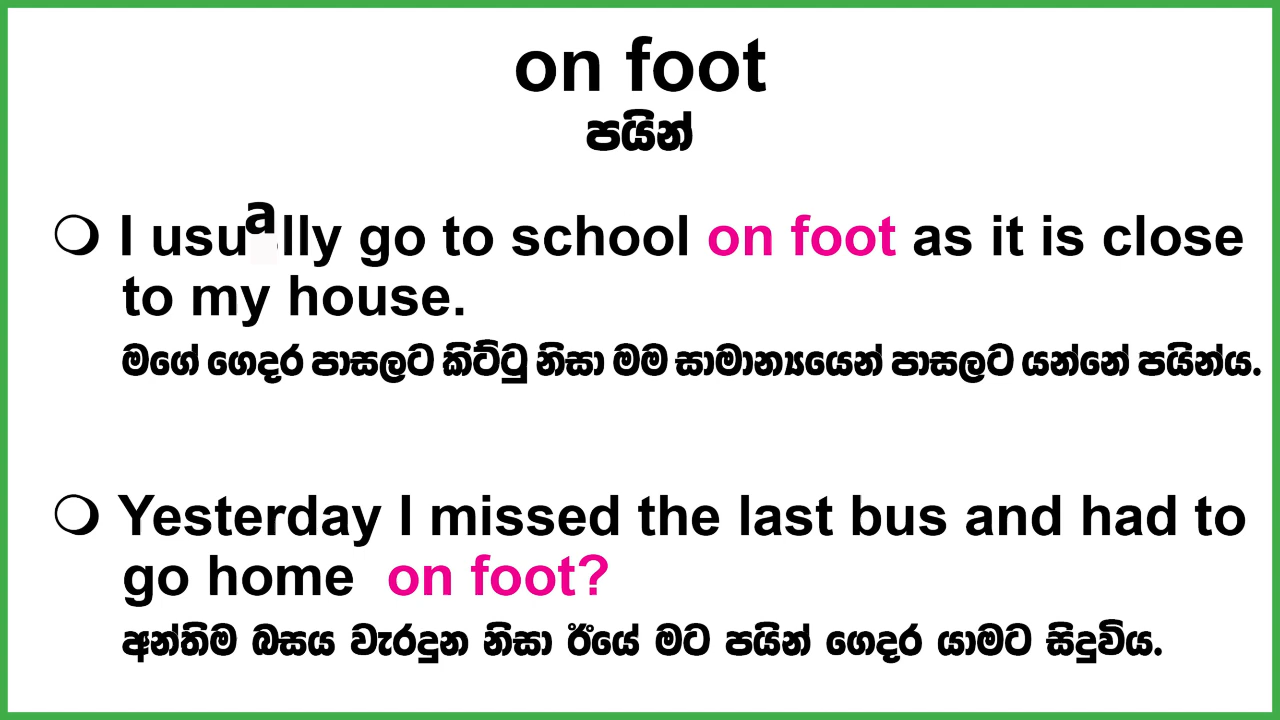 on foot
පයින්
❍ I usually go to school on foot as it is close
to my house.
මගේ ගෙදර පාසලට කිට්ටු නිසා මම සාමාන්‍යයෙන් පාසලට යන්නේ පයින්ය.
❍ Yesterday I missed the last bus and had to
go home on foot?
අන්තිම බසය වැරදුන නිසා ඊයේ මට පයින් ගෙදර යාමට සිදුවිය.